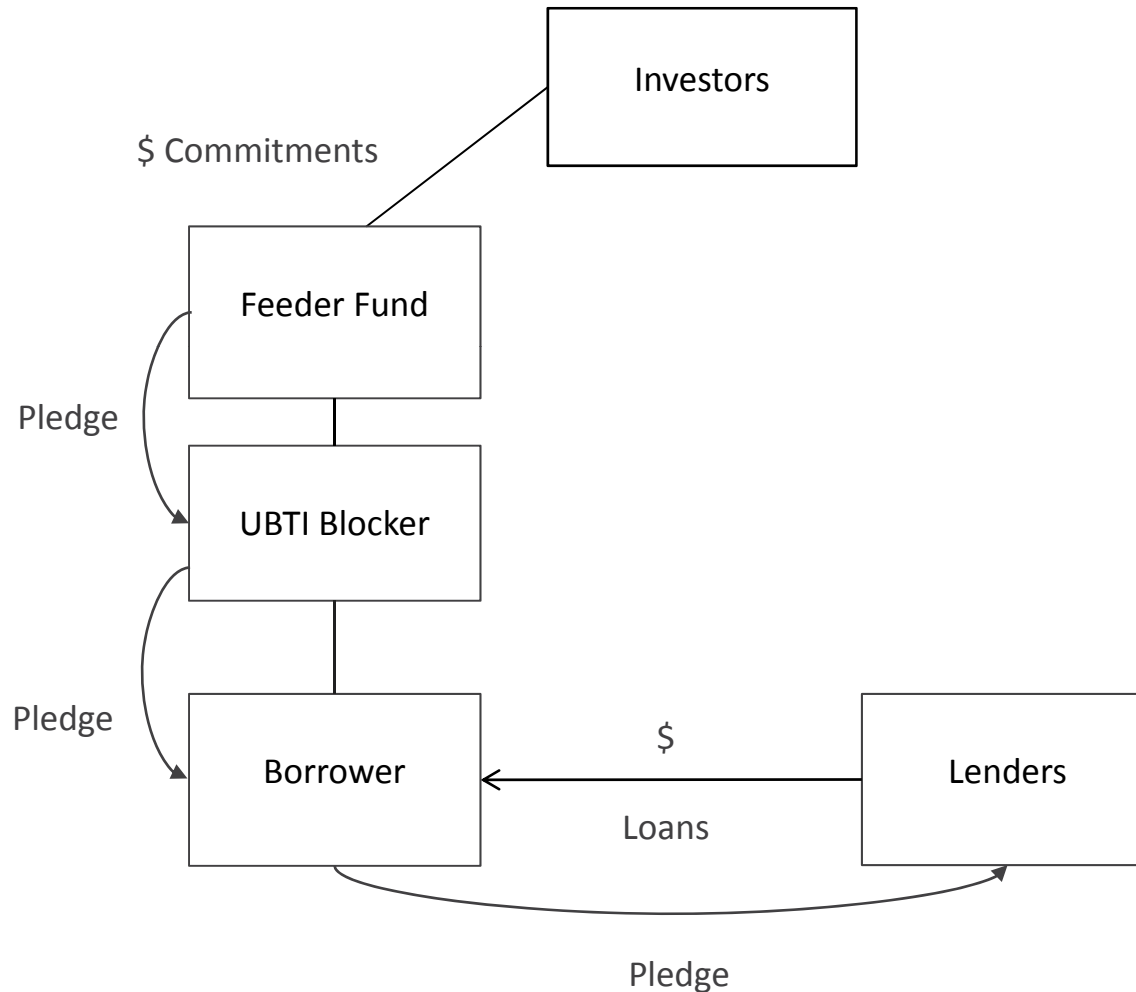 Investors
$ Commitments
Feeder Fund
Pledge
UBTI Blocker
Pledge
$
Borrower
Lenders
Loans
Pledge